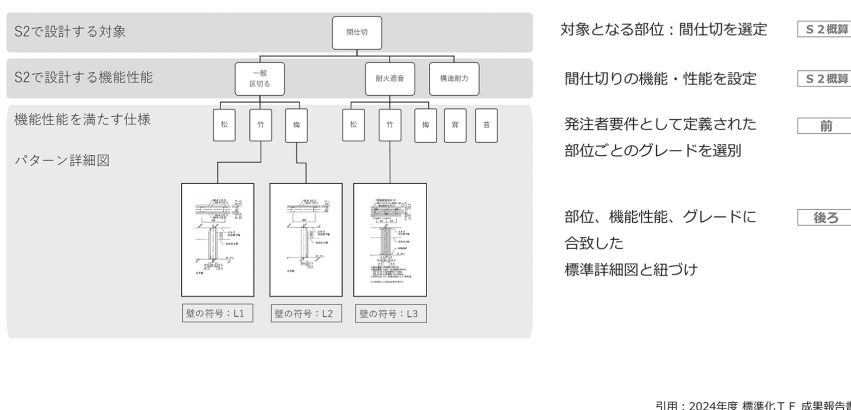 S2で設計する対象
間仕切
対象となる部位：間仕切を選定
S２概算
S2で設計する機能性能
一般
区切る
耐火遮音
構造耐力
間仕切りの機能・性能を設定
S２概算
機能性能を満たす仕様
松
竹
梅
松
竹
梅
発注者要件として定義された
部位ごとのグレードを選別
前
パターン詳細図
部位、機能性能、グレードに
合致した
標準詳細図と紐づけ
後ろ
壁の符号：L1
壁の符号：L2
壁の符号：L3
引用：2024年度 標準化ＴＦ 成果報告書